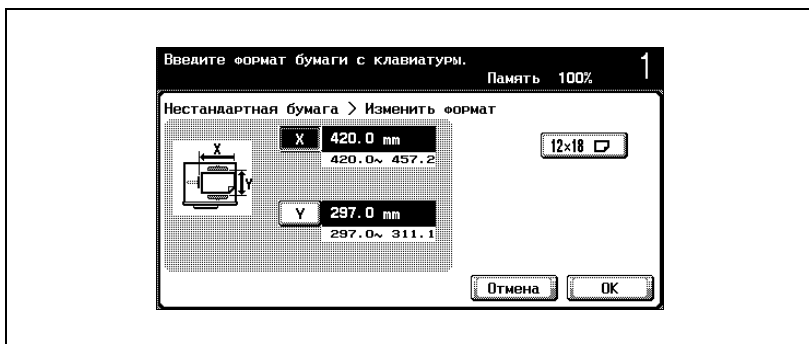 Введите формат бумаги с клавиатуры.
Память 100% 1
Нестандартная бумага > Изменить формат
X 420.0 mm
420.0~ 457.2
12×18
X
Y
Y 297.0 mm
297.0~ 311.1
Отмена OK